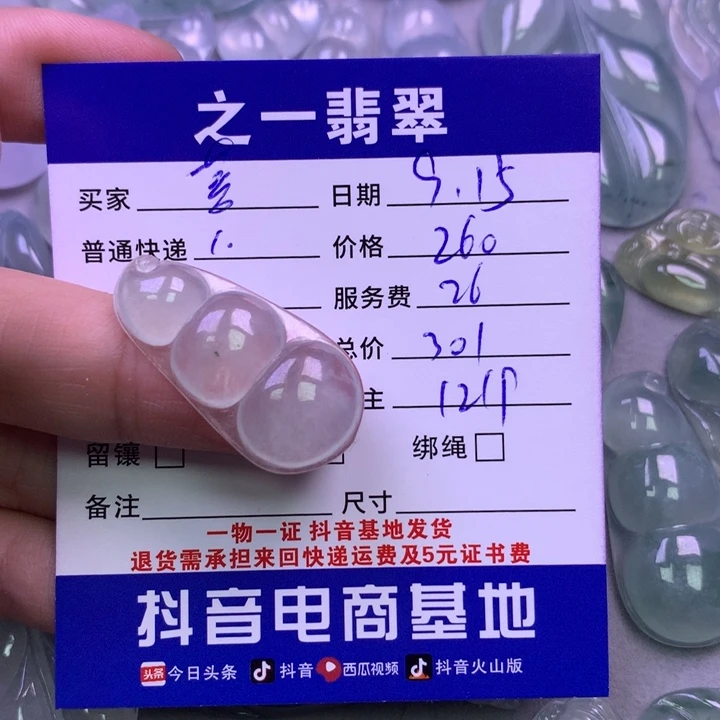 之一翡翠
买家 日期 9.15
普通快递 1. 价格 260
服务费 26
总价 301
主
留镶 □ 绑绳 □
备注 尺寸
一物一证 抖音基地发货
退货需承担来回快递运费及5元证书费
抖音电商基地
头条 今日头条 抖音 西瓜视频 抖音火山版